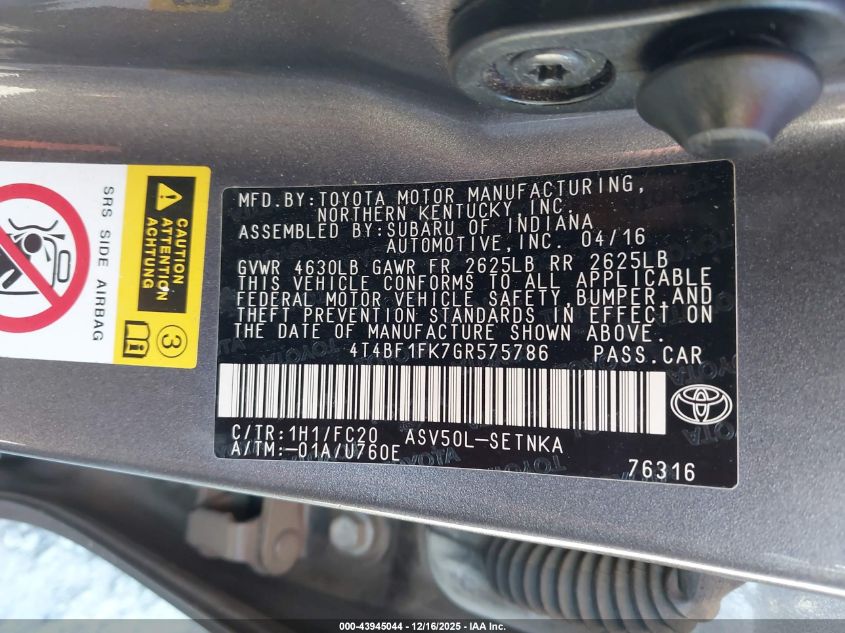 SRS SIDE AIRBAG
CAUTION
ATTENTION
ACHTUNG
3
MFD.BY:TOYOTA MOTOR MANUFACTURING,
NORTHERN KENTUCKY,INC.
ASSEMBLED BY:SUBARU OF INDIANA
AUTOMOTIVE,INC. 04/16
GVWR 4630LB GAWR FR 2625LB RR 2625LB
THIS VEHICLE CONFORMS TO ALL APPLICABLE
FEDERAL MOTOR VEHICLE SAFETY,BUMPER,AND
THEFT PREVENTION STANDARDS IN EFFECT ON
THE DATE OF MANUFACTURE SHOWN ABOVE.
4T4BF1FK7GR575786 PASS.CAR
C/TR:1H1/FC20 ASV50L-SETNKA
A/TM:-01A/U760E
76316
000-43945044 - 12/16/2025 - IAA Inc.